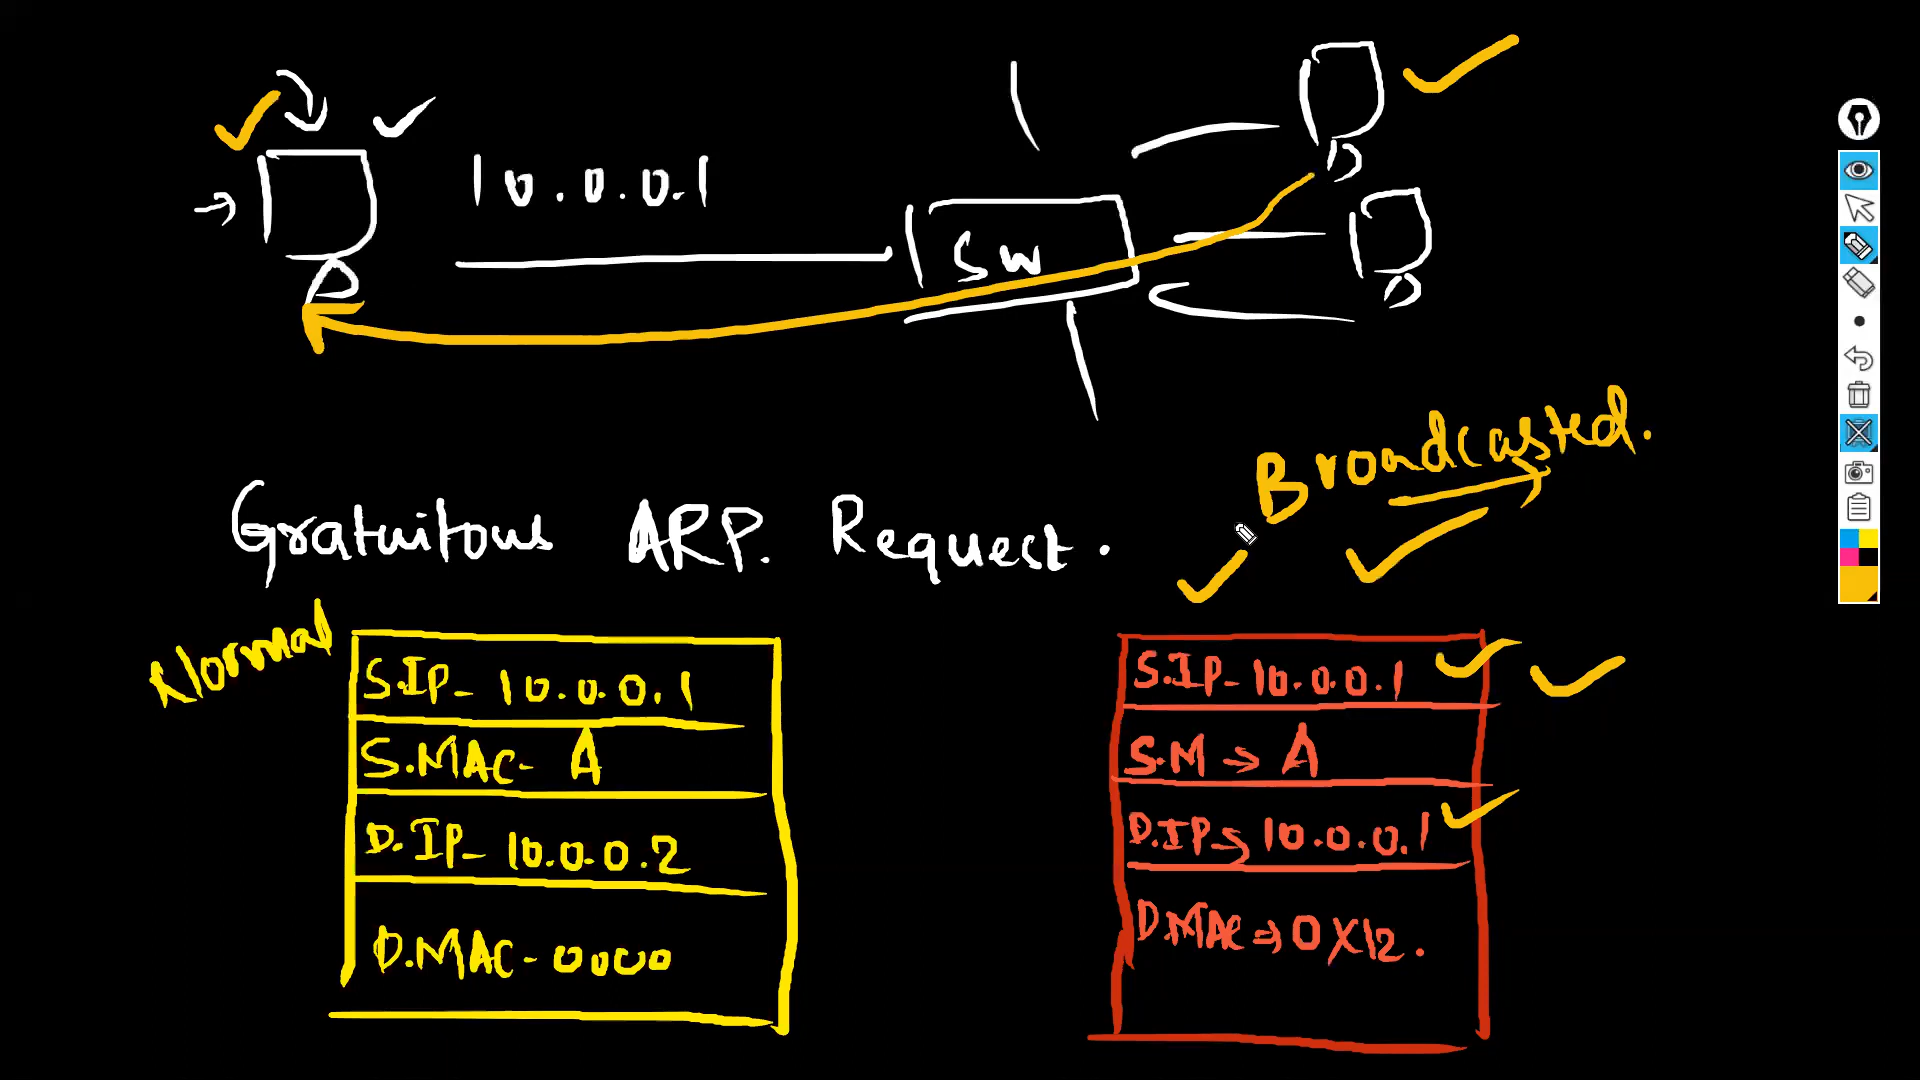 10.0.0.1
SW
Broadcasted.
Gratuitous ARP. Request.
Normal
S.IP- 10.0.0.1
S.MAC- A
D.IP- 10.0.0.2
D.MAC-0000
S.IP-10.0.0.1
S.M → A
D.IP→ 10.0.0.1
D.MAC⇒ 0X12.